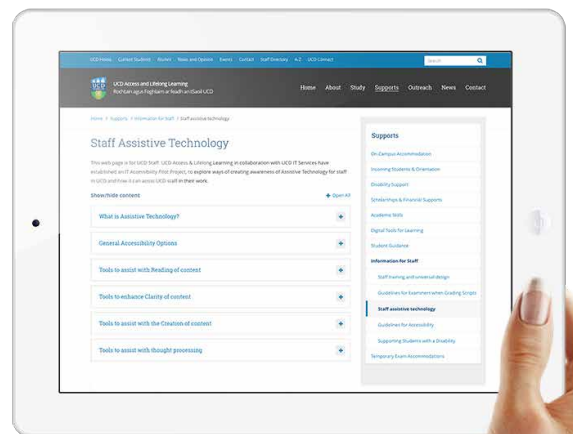 UCD Home Current Students Alumni News and Opinion Events Contact Staff Directory A-Z UCD Connect
Search
UCD Access and Lifelong Learning
Rochtain agus Foghlaim ar feadh an tSaoil UCD
UCD
Home About Study Supports Outreach News Contact
Home / Supports / Information for Staff / Staff assistive technology
Staff Assistive Technology
This web page is for UCD Staff. UCD Access & Lifelong Learning in collaboration with UCD IT Services have
established an IT Accessibility Pilot Project, to explore ways of creating awareness of Assistive Technology for staff
in UCD and how it can assist UCD staff in their work.
Show/hide content
Open All
What is Assistive Technology?
General Accessibility Options
Tools to assist with Reading of content
Tools to enhance Clarity of content
Tools to assist with the Creation of content
Tools to assist with thought processing
Supports
On Campus Accommodation
Incoming Students & Orientation
Disability Support
Scholarships & Financial Supports
Academic Skills
Digital Tools for Learning
Student Guidance
Information For Staff
Staff training and universal design
Guidelines for Examiners when Grading Scripts
Staff assistive technology
Guidelines for Accessibility
Supporting Students with a Disability
Temporary Exam Accommodations